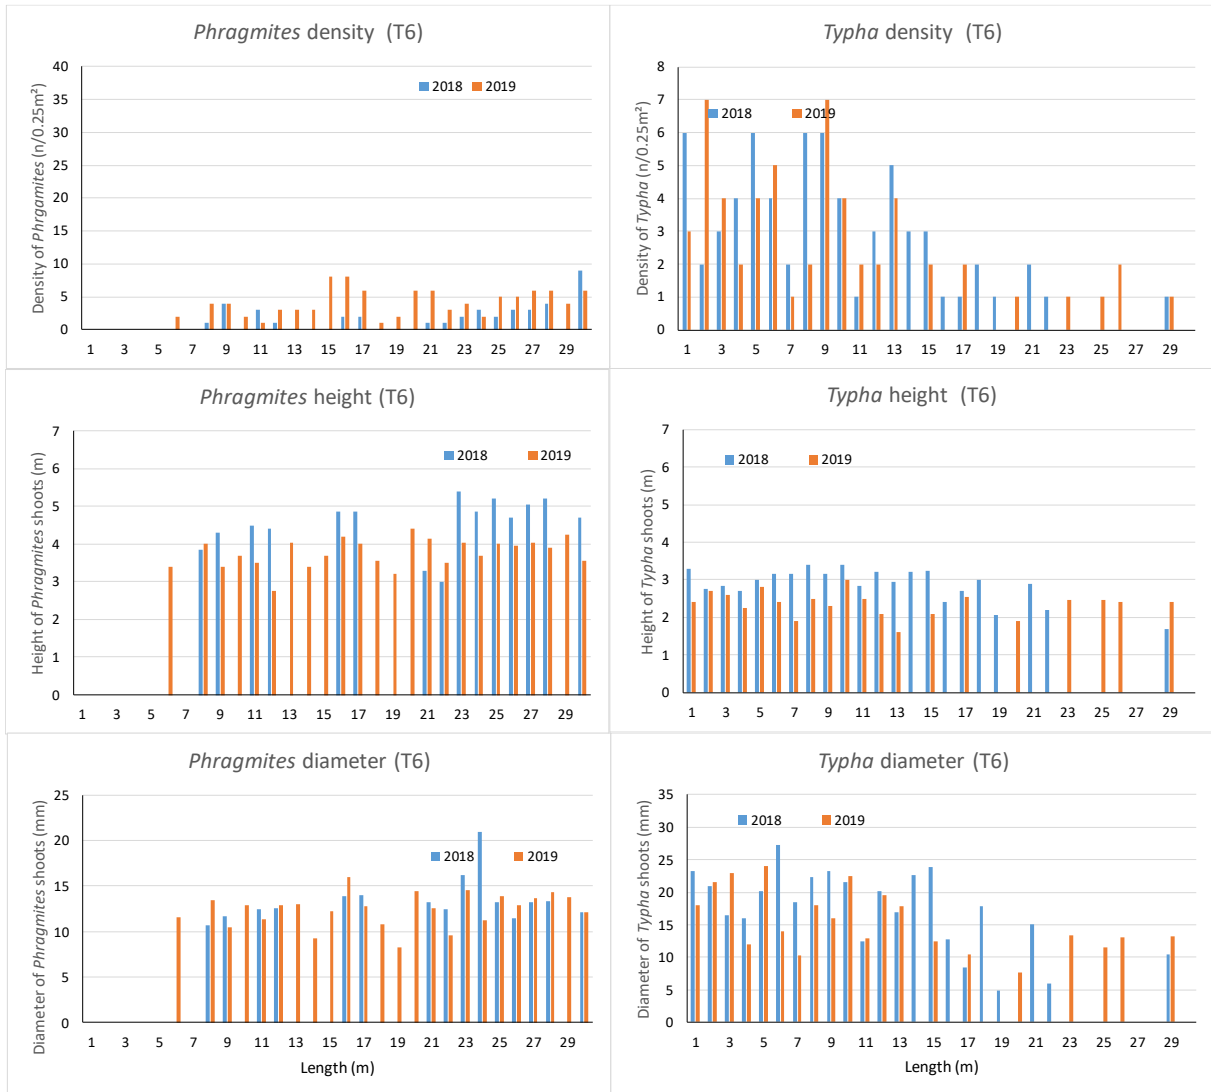 Phragmites density (T6)
Density of Phrgamites (n/0.25m²)
40
35
30
25
20
15
10
5
0
2018 2019
1 3 5 7 9 11 13 15 17 19 21 23 25 27 29
Typha density (T6)
Density of Typha (n/0.25m²)
8
7
6
5
4
3
2
1
0
2018 2019
1 3 5 7 9 11 13 15 17 19 21 23 25 27 29
Phragmites height (T6)
Height of Phragmites shoots (m)
7
6
5
4
3
2
1
0
2018 2019
1 3 5 7 9 11 13 15 17 19 21 23 25 27 29
Typha height (T6)
Height of Typha shoots (m)
7
6
5
4
3
2
1
0
2018 2019
1 3 5 7 9 11 13 15 17 19 21 23 25 27 29
Phragmites diameter (T6)
Diameter of Phragmites shoots (mm)
25
20
15
10
5
0
2018 2019
1 3 5 7 9 11 13 15 17 19 21 23 25 27 29
Length (m)
Typha diameter (T6)
Diameter of Typha shoots (mm)
35
30
25
20
15
10
5
0
2018 2019
1 3 5 7 9 11 13 15 17 19 21 23 25 27 29
Length (m)